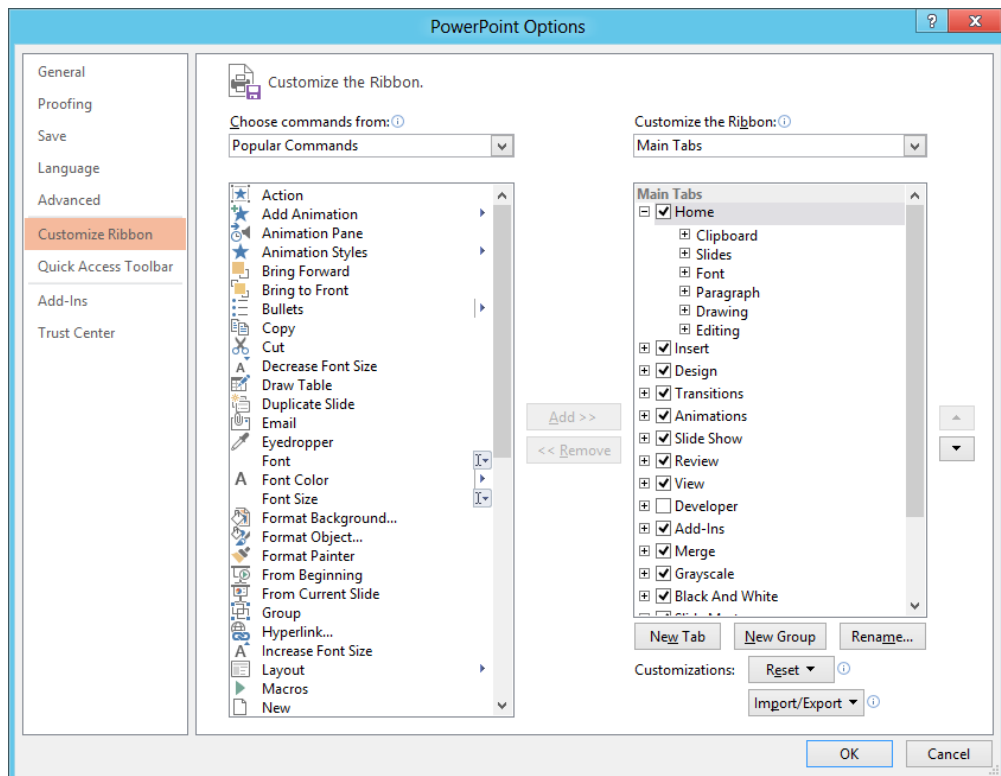 PowerPoint Options
?
General
Proofing
Save
Language
Advanced
Customize Ribbon
Quick Access Toolbar
Add-Ins
Trust Center
Customize the Ribbon.
Choose commands from:
Popular Commands
Action
Add Animation
Animation Pane
Animation Styles
Bring Forward
Bring to Front
Bullets
Copy
Cut
Decrease Font Size
Draw Table
Duplicate Slide
Email
Eyedropper
Font
Font Color
Font Size
Format Background...
Format Object...
Format Painter
From Beginning
From Current Slide
Group
Hyperlink...
Increase Font Size
Layout
Macros
New
Add >>
<< Remove
Customize the Ribbon:
Main Tabs
Main Tabs
Home
Clipboard
Slides
Font
Paragraph
Drawing
Editing
Insert
Design
Transitions
Animations
Slide Show
Review
View
Developer
Add-Ins
Merge
Grayscale
Black And White
New Tab New Group Rename...
Customizations: Reset
Import/Export
OK Cancel